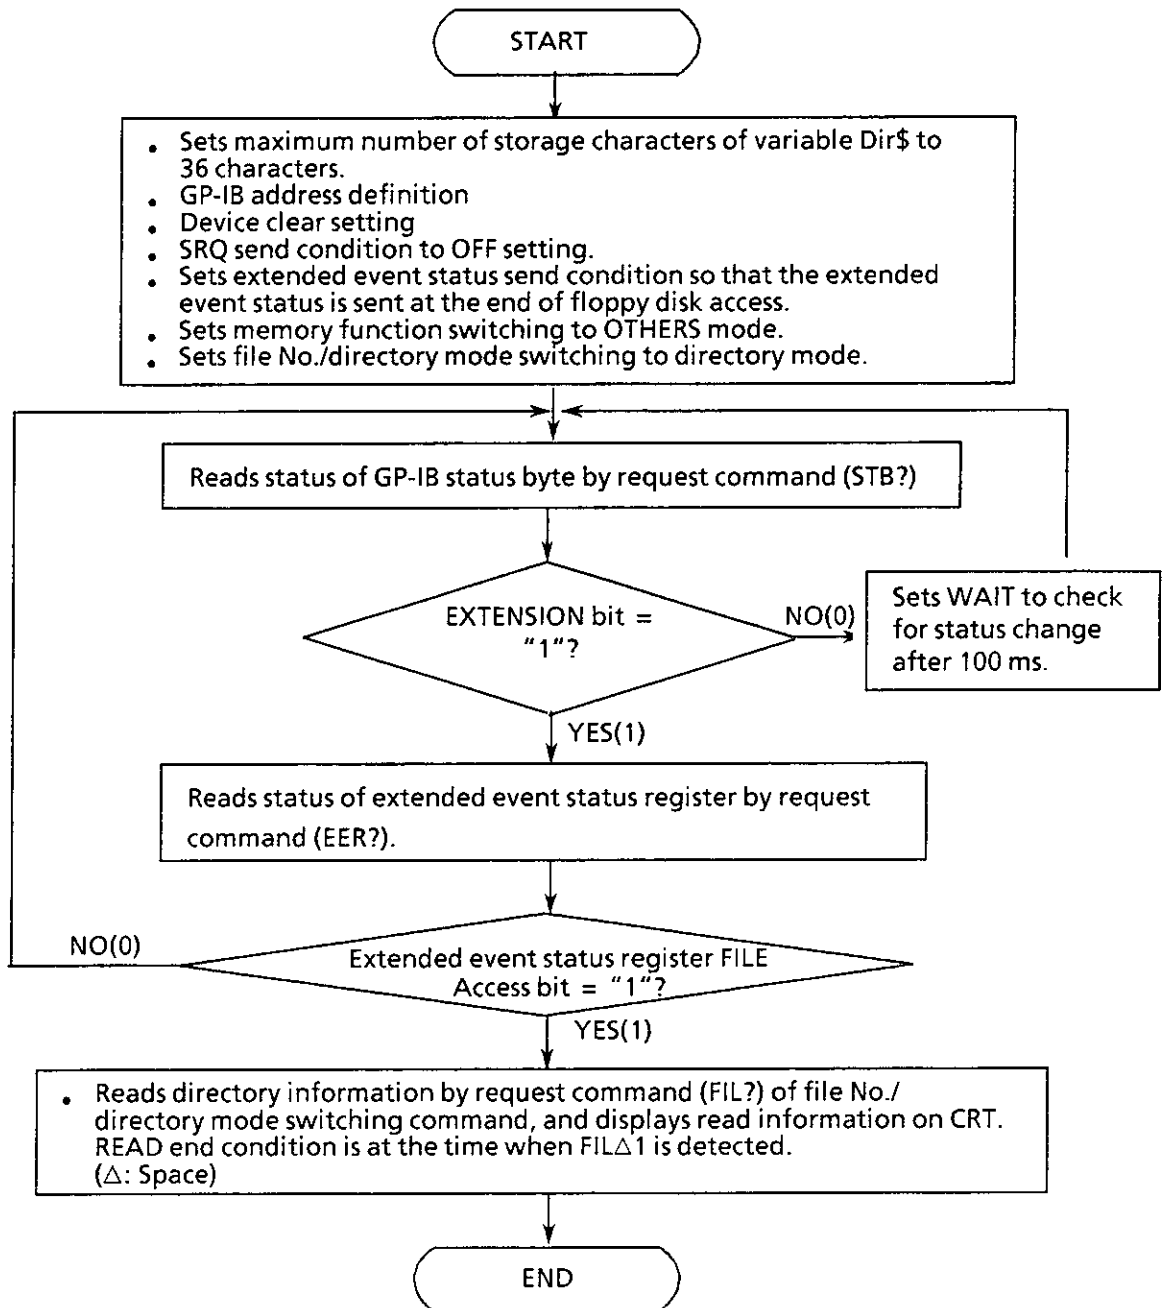 START
• Sets maximum number of storage characters of variable Dir$ to
36 characters.
• GP-IB address definition
• Device clear setting
• SRQ send condition to OFF setting.
• Sets extended event status send condition so that the extended
event status is sent at the end of floppy disk access.
• Sets memory function switching to OTHERS mode.
• Sets file No./directory mode switching to directory mode.
Reads status of GP-IB status byte by request command (STB?)
EXTENSION bit =
"1"?
NO(0)
Sets WAIT to check
for status change
after 100 ms.
YES(1)
Reads status of extended event status register by request
command (EER?).
NO(0)
Extended event status register FILE
Access bit = "1"?
YES(1)
• Reads directory information by request command (FIL?) of file No./
directory mode switching command, and displays read information on CRT.
READ end condition is at the time when FIL△1 is detected.
(△: Space)
END